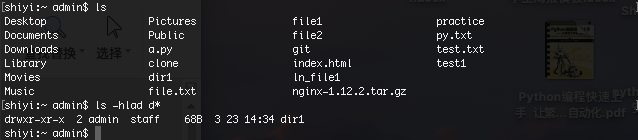 shiyi:~ admin$ ls
Desktop Pictures file1 practice
Documents Public file2 py.txt
Downloads a.py git test.txt
Library clone index.html test1
Movies dir1 ln_file1
Music file.txt nginx-1.12.2.tar.gz
shiyi:~ admin$ ls -hlad d*
drwxr-xr-x 2 admin staff 68B 3 23 14:34 dir1
shiyi:~ admin$
替换
选择
Python编程快速上
手 让繁...自动化.pdf